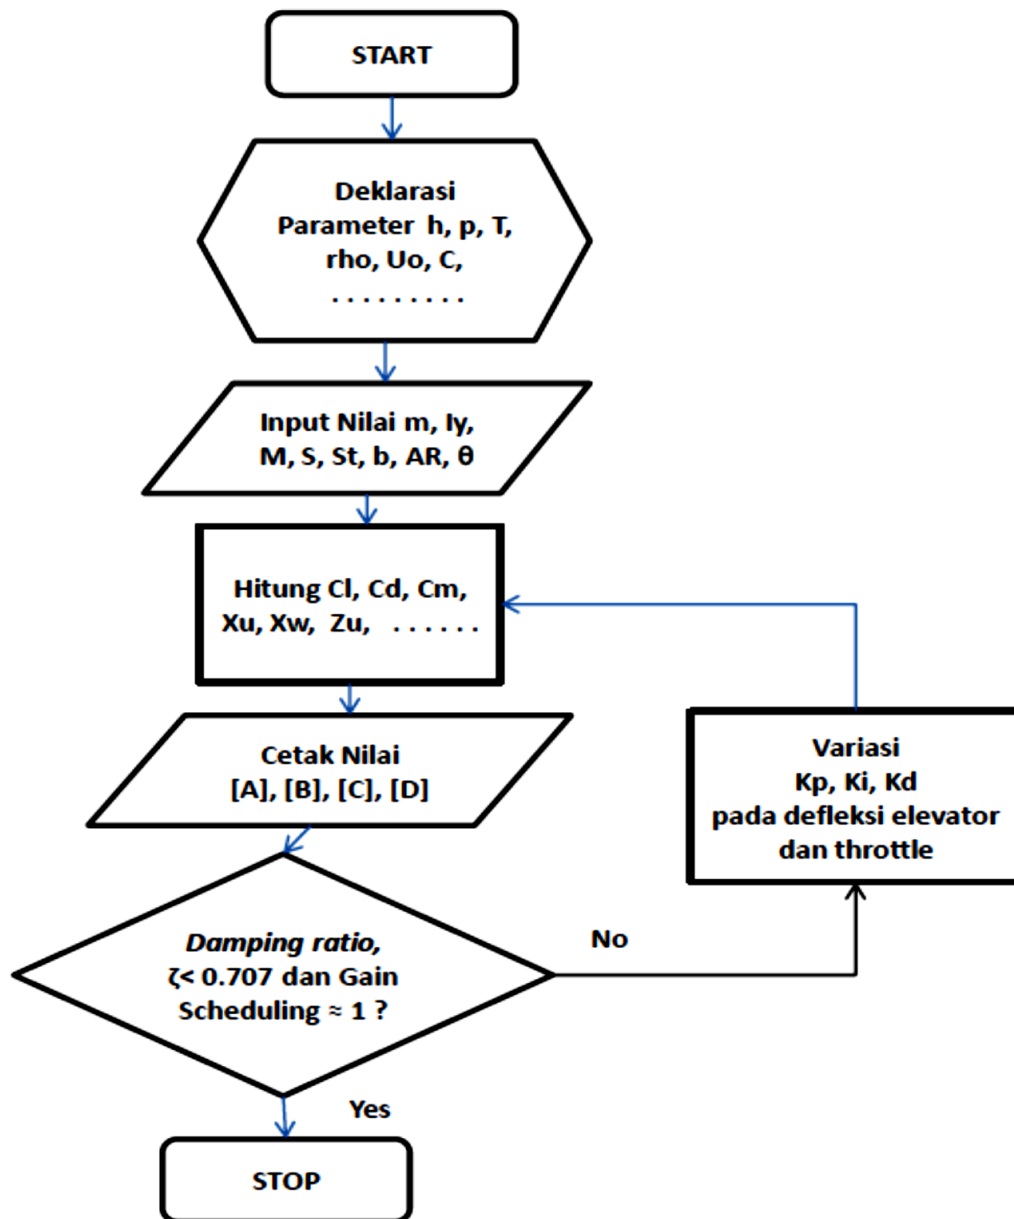 START
Deklarasi
Parameter h, p, T,
rho, Uo, C,
. . . . . . . . .
Input Nilai m, Iy,
M, S, St, b, AR, θ
Hitung Cl, Cd, Cm,
Xu, Xw, Zu, . . . . . .
Cetak Nilai
[A], [B], [C], [D]
Variasi
Kp, Ki, Kd
pada defleksi elevator
dan throttle
Damping ratio,
ζ< 0.707 dan Gain
Scheduling ≈ 1 ?
No
Yes
STOP